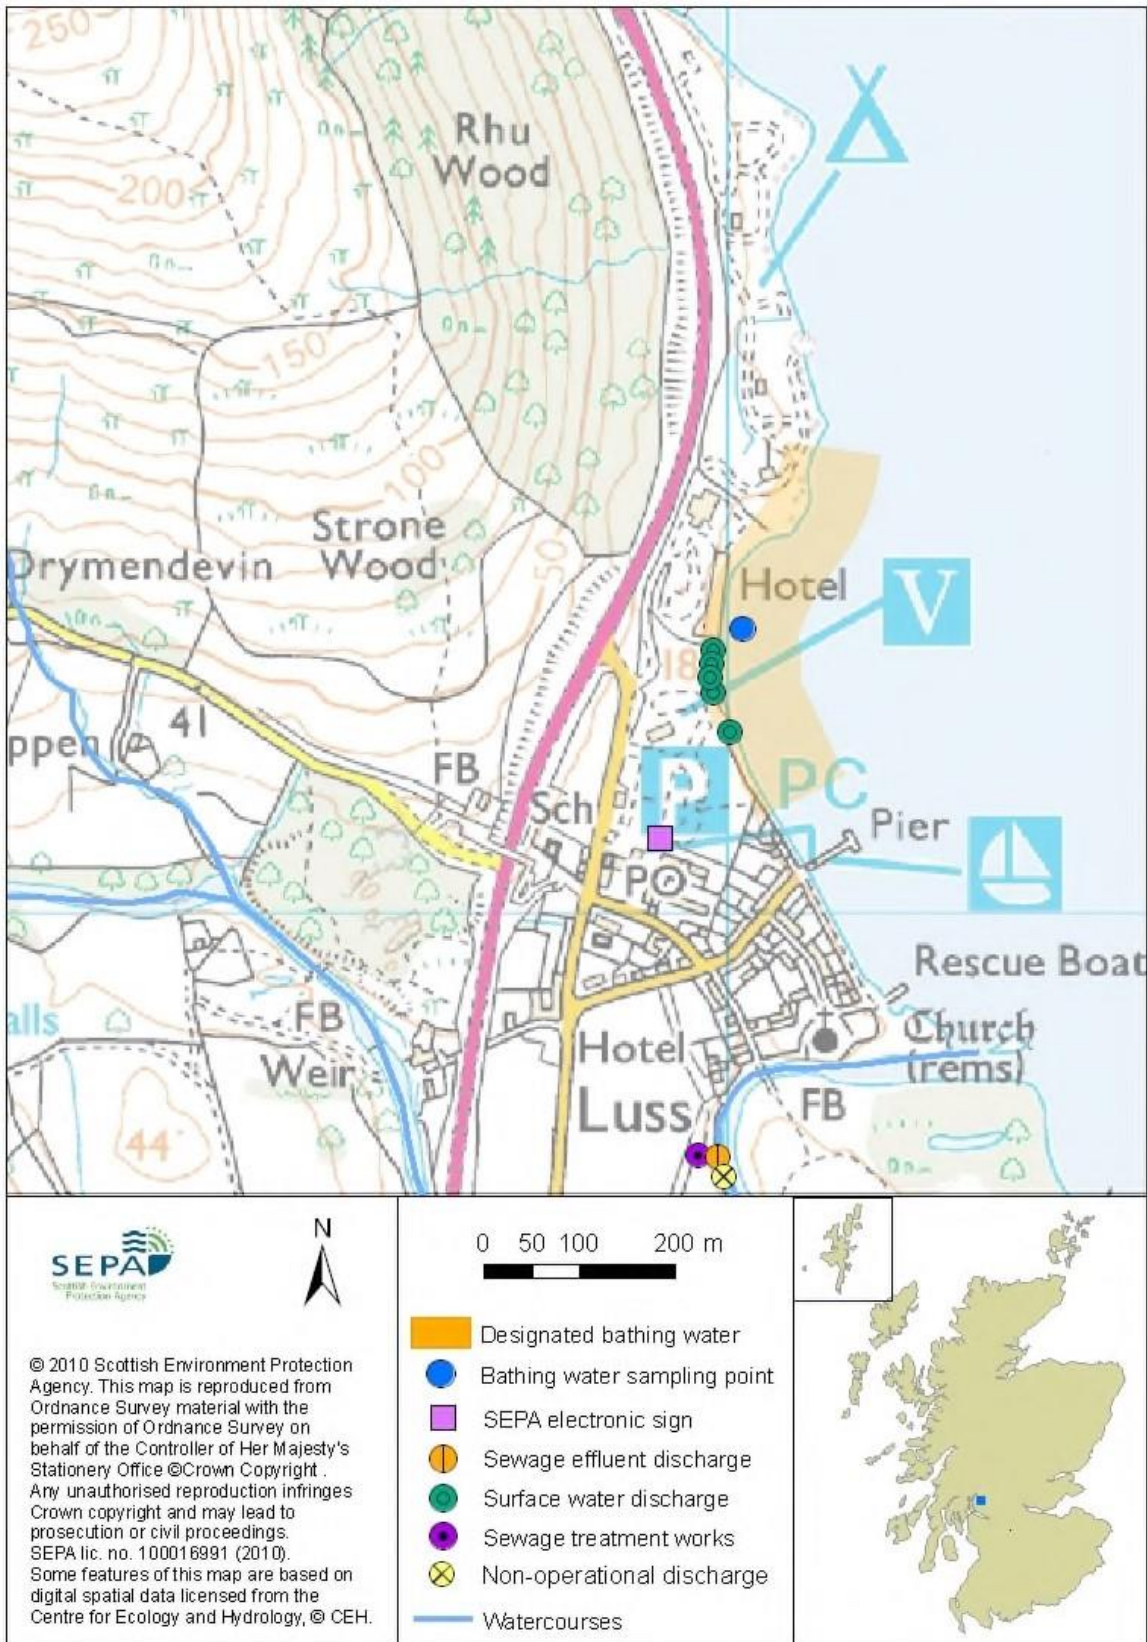 250
Rhu
Wood
200
150
100
Strone
Wood
50
Drymendevin
Hotel
V
18
41
ppen
FB
Sch
P
PC
Pier
PO
Rescue Boat
alls
FB
Weir
Hotel
Church
(rems)
Luss
FB
44
SEPA
Scottish Environment
Protection Agency
N
0 50 100 200 m
Designated bathing water
Bathing water sampling point
SEPA electronic sign
Sewage effluent discharge
Surface water discharge
Sewage treatment works
Non-operational discharge
Watercourses
© 2010 Scottish Environment Protection
Agency. This map is reproduced from
Ordnance Survey material with the
permission of Ordnance Survey on
behalf of the Controller of Her Majesty's
Stationery Office ©Crown Copyright .
Any unauthorised reproduction infringes
Crown copyright and may lead to
prosecution or civil proceedings.
SEPA lic. no. 100016991 (2010).
Some features of this map are based on
digital spatial data licensed from the
Centre for Ecology and Hydrology, © CEH.